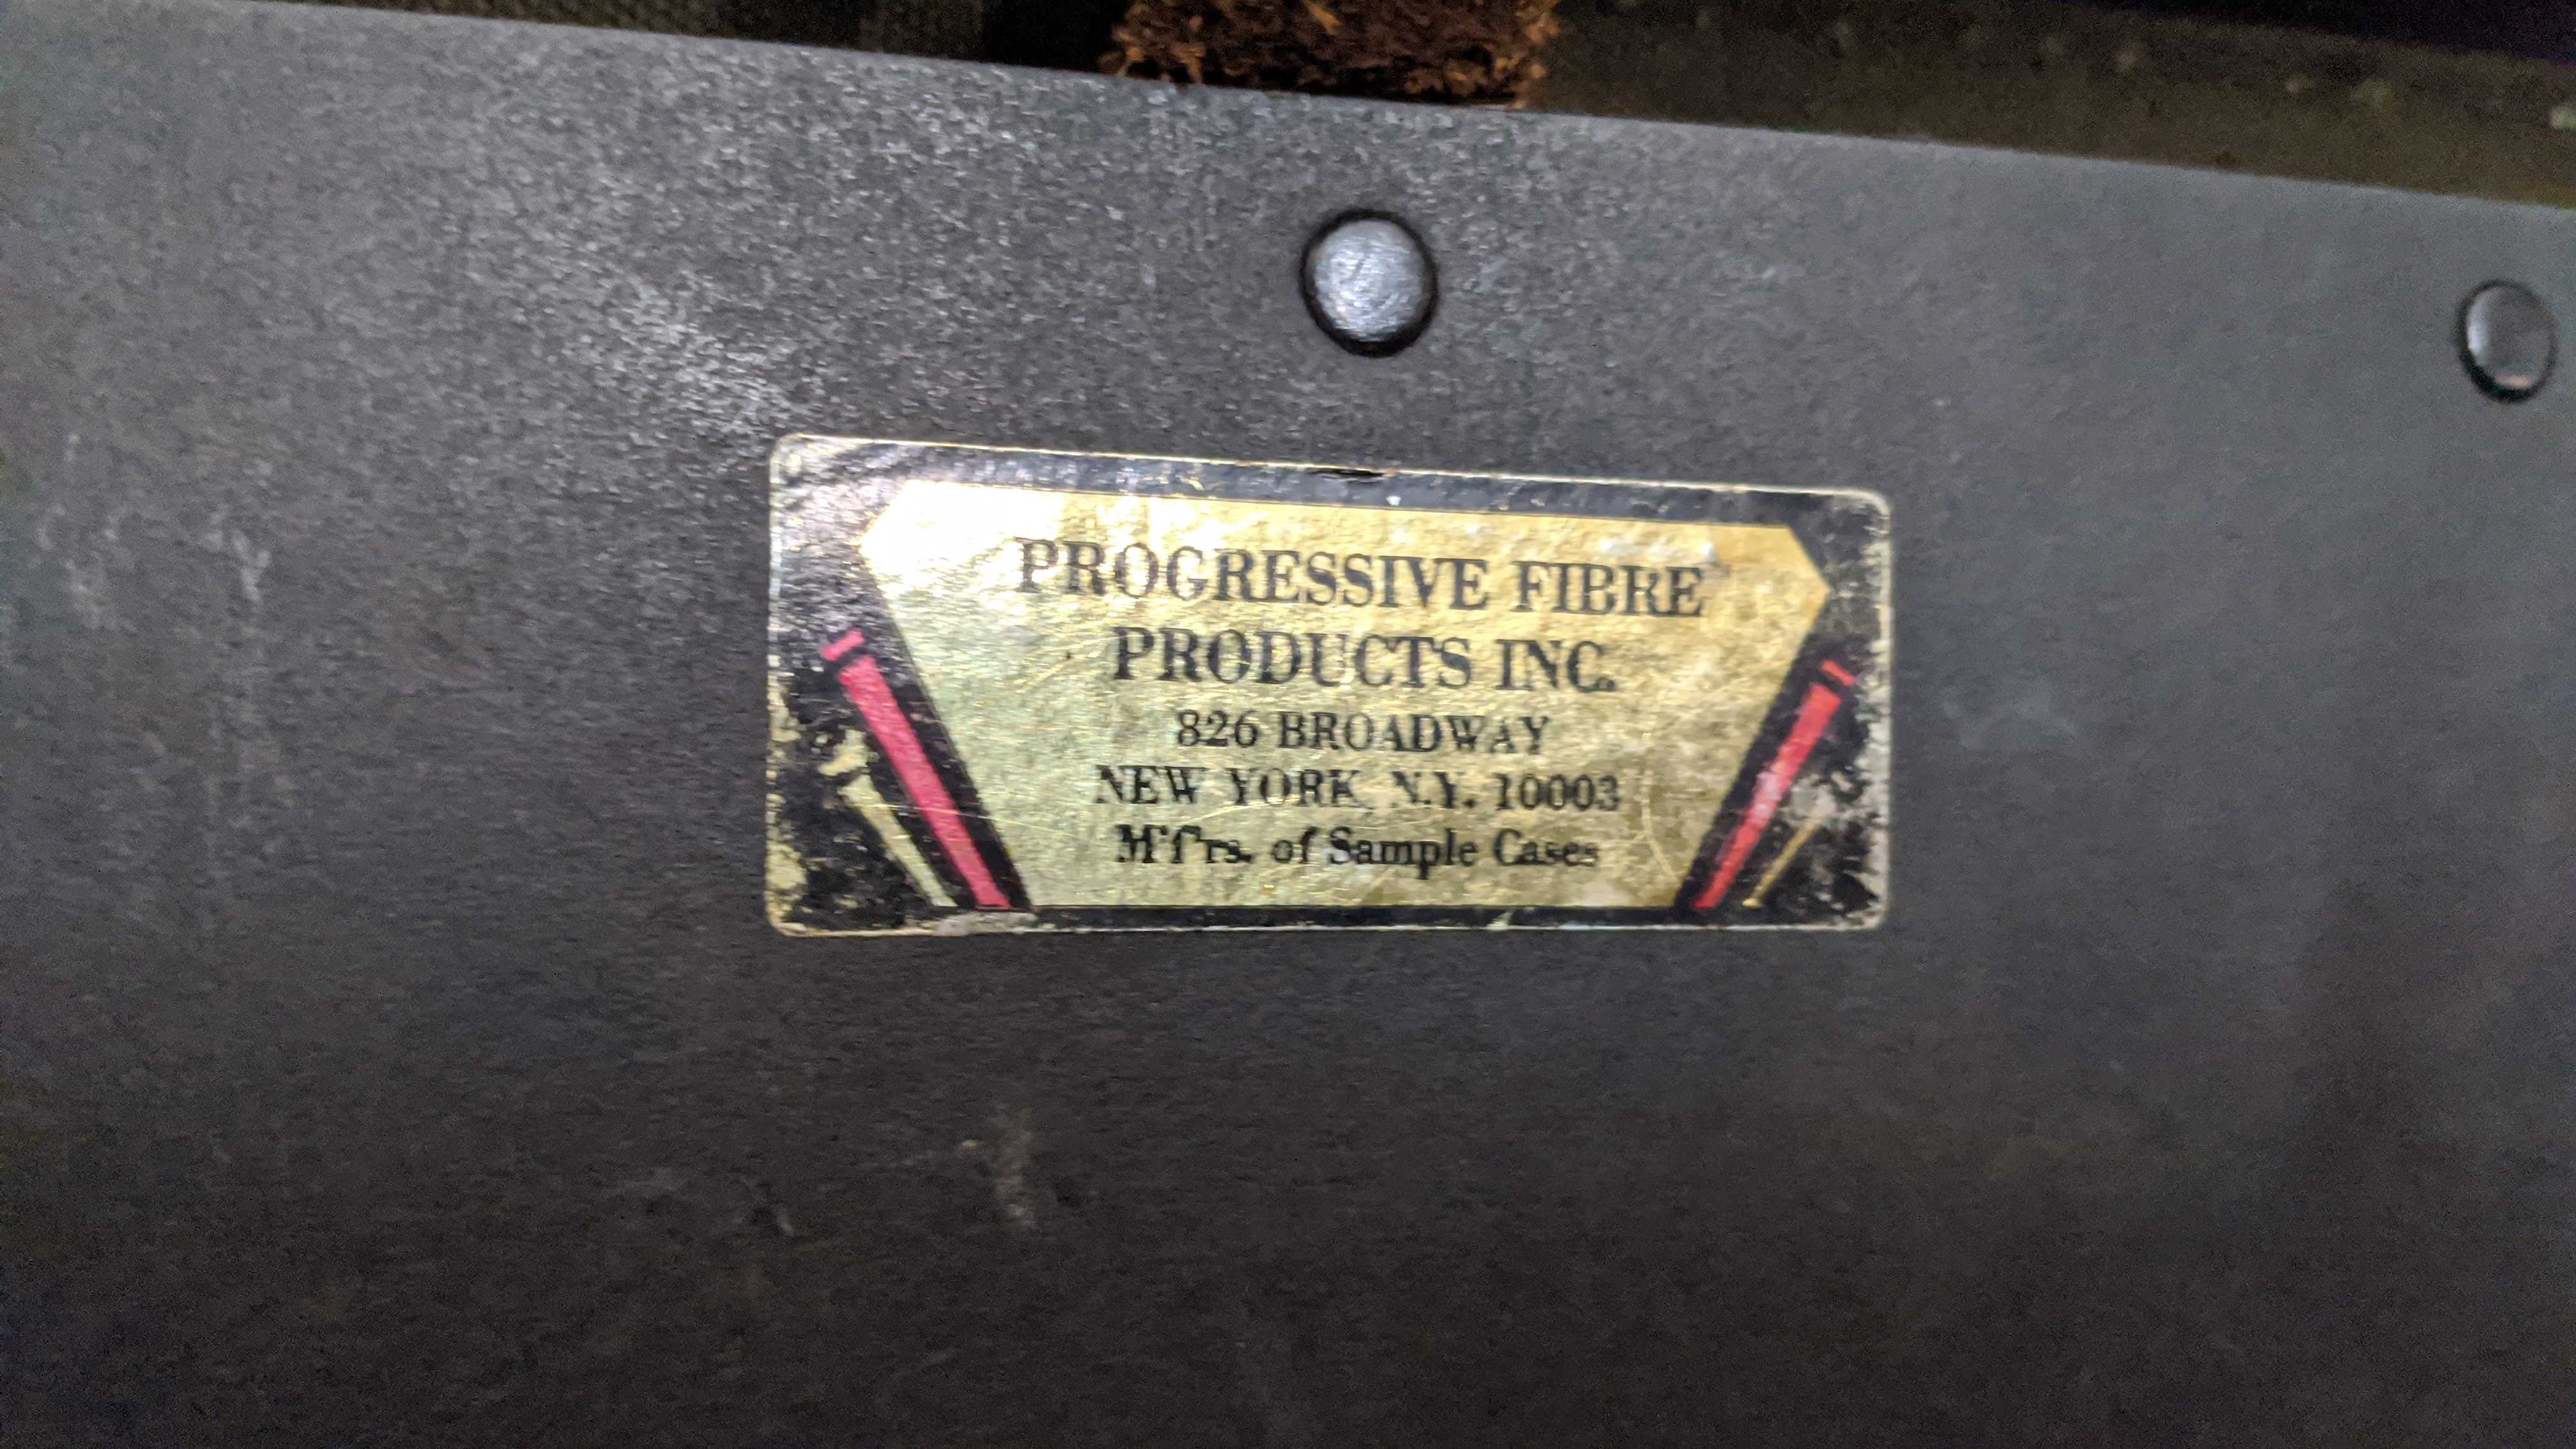 PROGRESSIVE FIBRE
PRODUCTS INC.
826 BROADWAY
NEW YORK, N.Y. 10003
M'f'rs. of Sample Cases